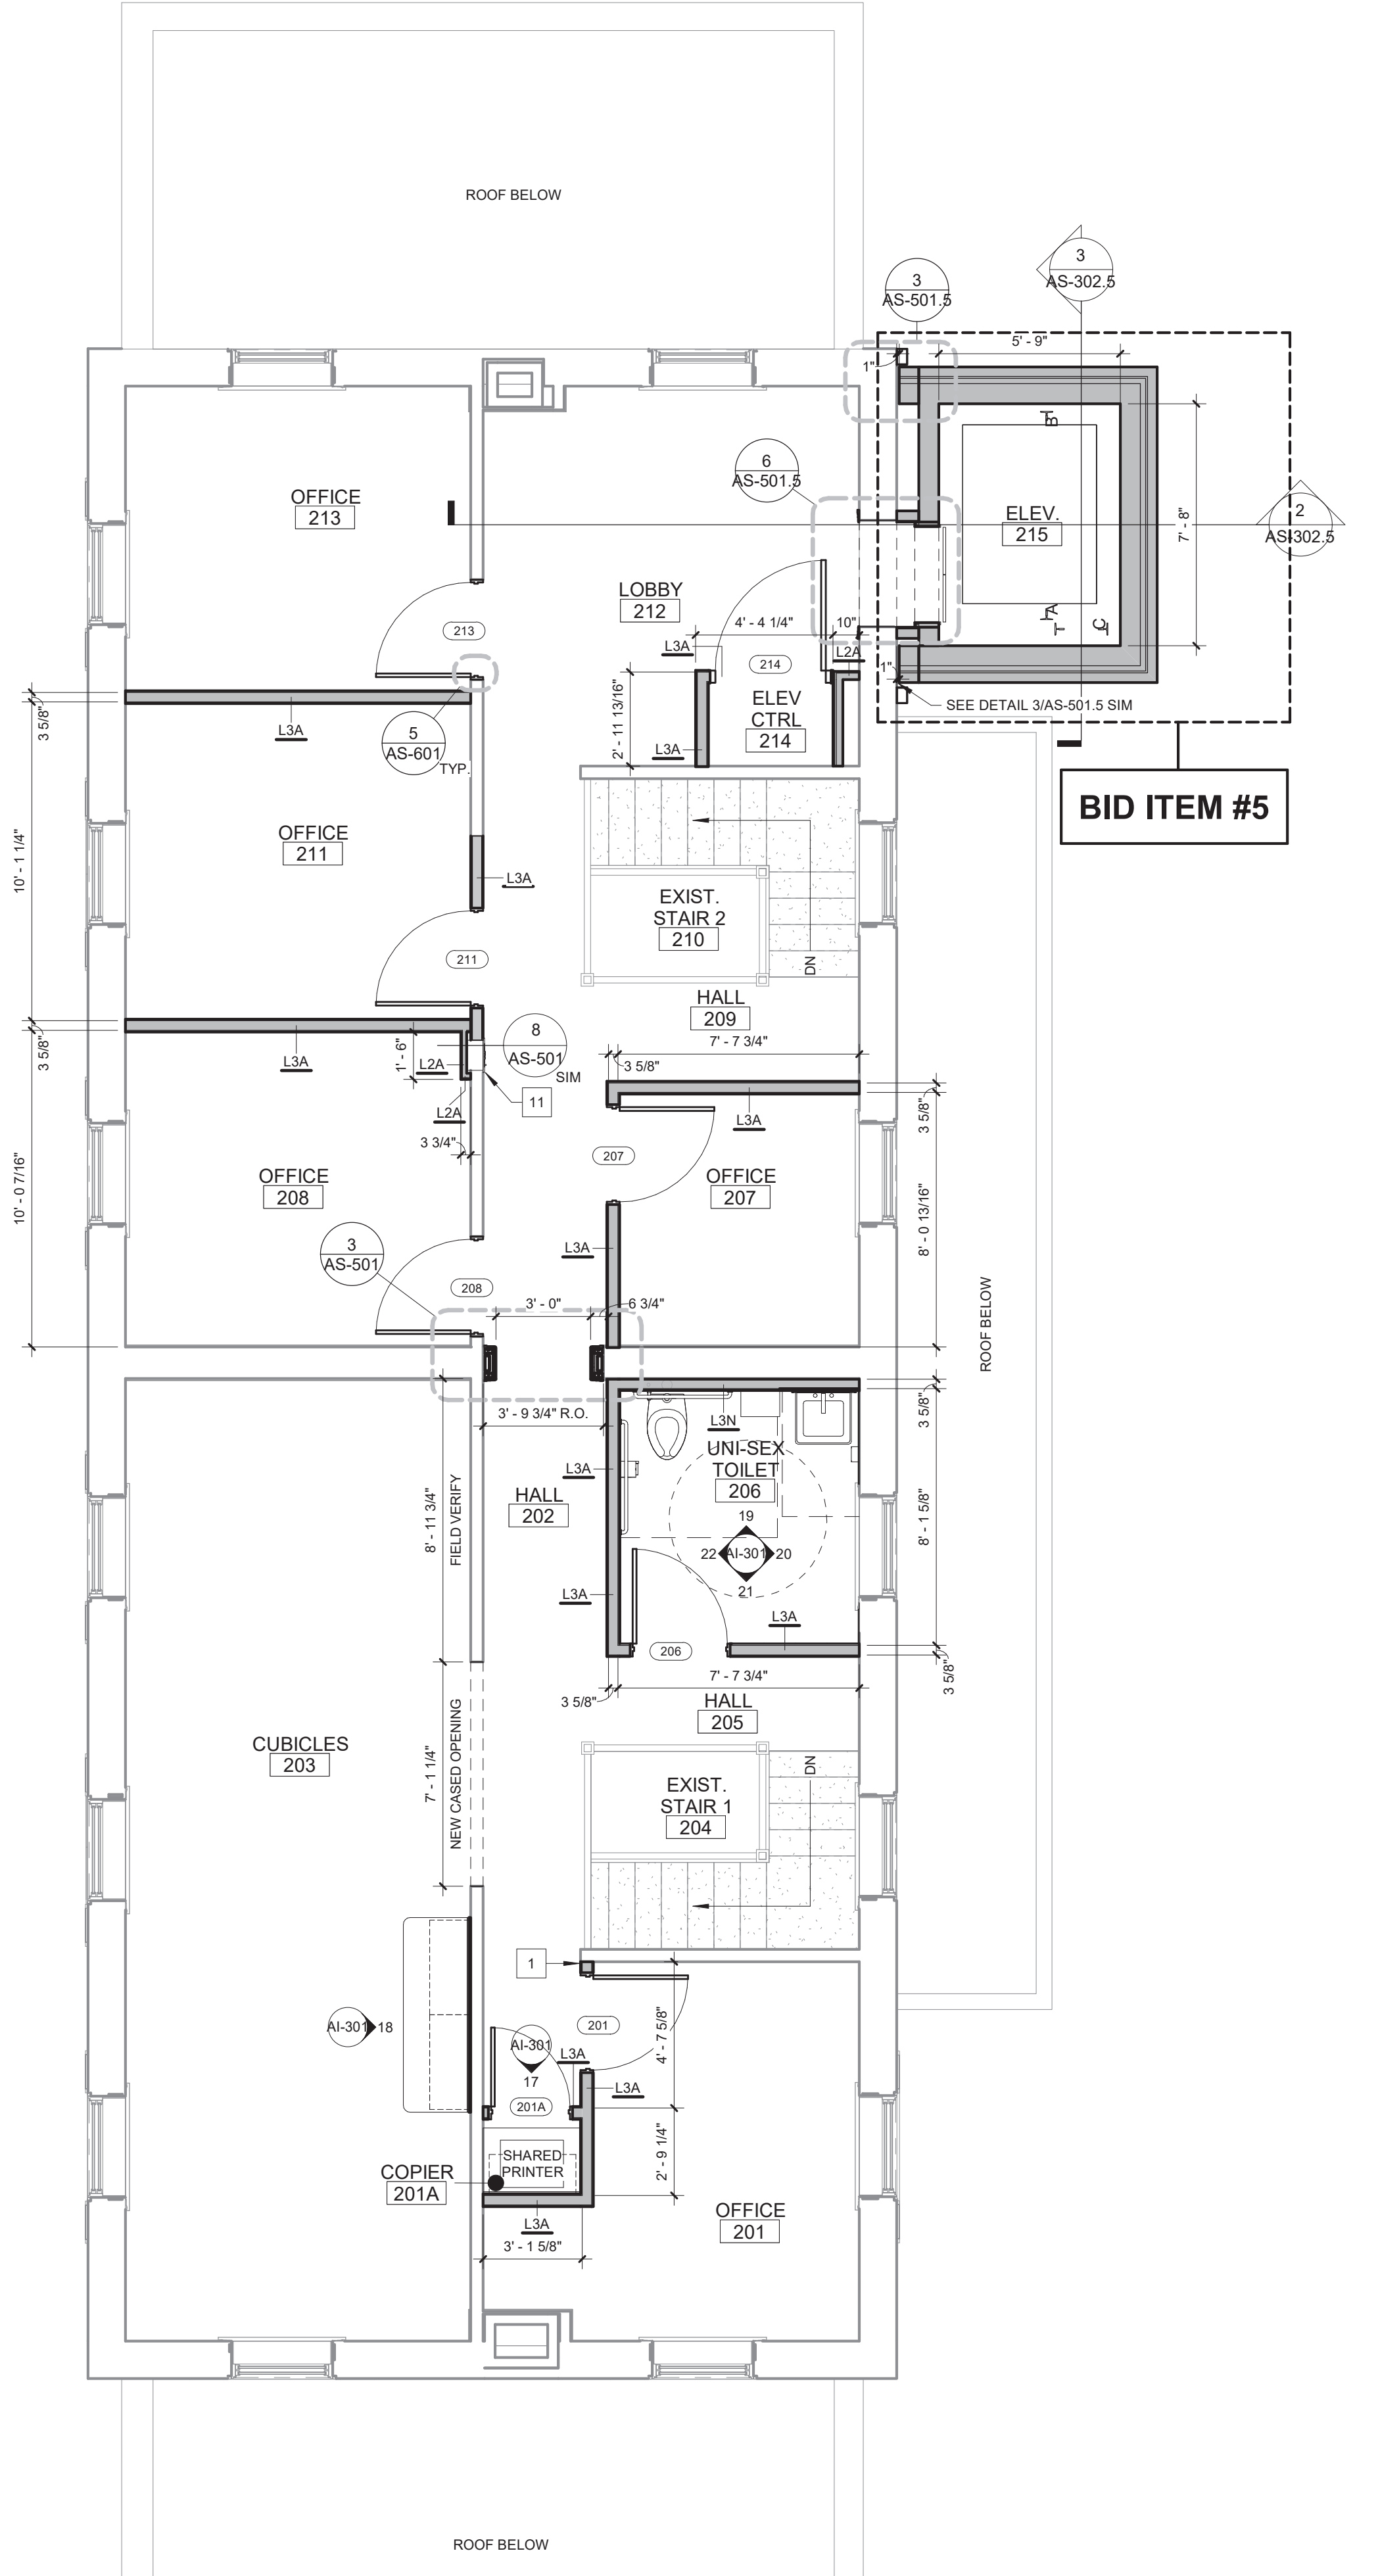 ROOF BELOW
3
AS-302.5
3
AS-501.5
5' - 9"
1"
B
6
AS-501.5
OFFICE
213
ELEV.
215
2
AS-302.5
7' - 8"
LOBBY
212
A
C
4' - 4 1/4"
10"
213
L3A
214
L2A
1"
SEE DETAIL 3/AS-501.5 SIM
3 5/8"
L3A
5
AS-601
TYP.
2' - 11 13/16"
L3A
ELEV
CTRL
214
BID ITEM #5
OFFICE
211
10' - 1 1/4"
L3A
EXIST.
STAIR 2
210
DN
211
HALL
209
7' - 7 3/4"
3 5/8"
3 5/8"
L3A
1' - 6"
L2A
8
AS-501
SIM
11
L2A
3 3/4"
L3A
3 5/8"
207
OFFICE
208
OFFICE
207
10' - 0 7/16"
8' - 0 13/16"
3
AS-501
L3A
208
3' - 0"
6 3/4"
ROOF BELOW
3' - 9 3/4" R.O.
L3N
3 5/8"
UNI-SEX
TOILET
206
L3A
HALL
202
8' - 11 3/4"
FIELD VERIFY
8' - 1 5/8"
19
22
AI-301
20
21
L3A
L3A
206
7' - 7 3/4"
3 5/8"
3 5/8"
HALL
205
CUBICLES
203
7' - 1 1/4"
NEW CASED OPENING
DN
EXIST.
STAIR 1
204
1
201
4' - 7 5/8"
AI-301
18
AI-301
17
L3A
L3A
201A
2' - 9 1/4"
SHARED
PRINTER
COPIER
201A
OFFICE
201
L3A
3' - 1 5/8"
ROOF BELOW